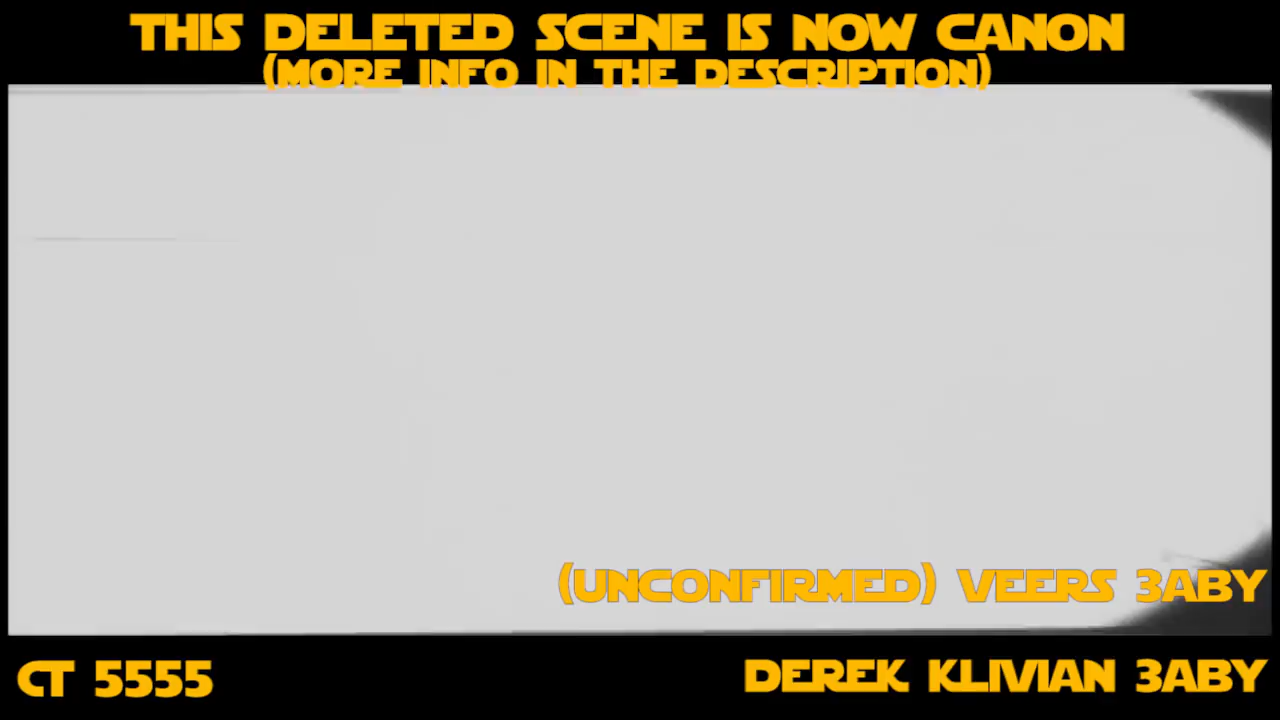 THIS DELETED SCENE IS NOW CANON
(MORE INFO IN THE DESCRIPTION)
(UNCONFIRMED) VEERS 3ABY
CT 5555
DEREK KLIVIAN 3ABY